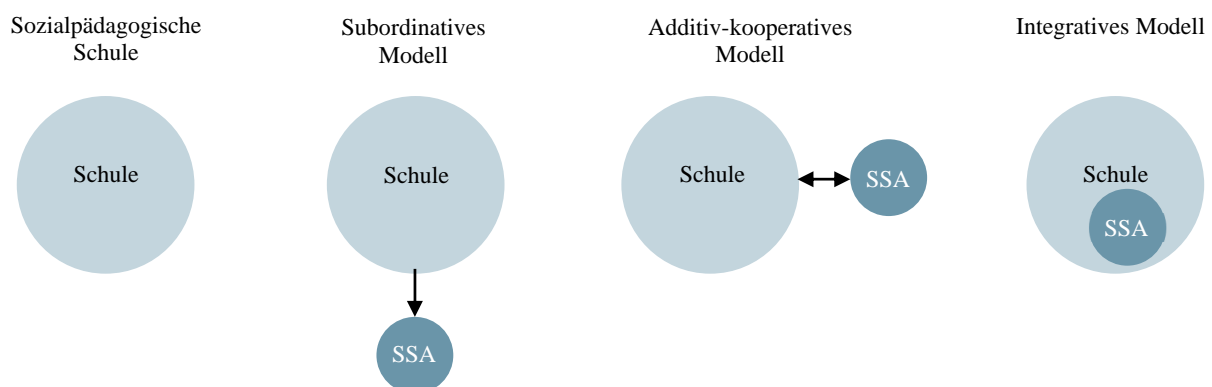 Sozialpädagogische
Schule
Subordinatives
Modell
Additiv-kooperatives
Modell
Integratives Modell
Schule
Schule
SSA
Schule
SSA
Schule
SSA